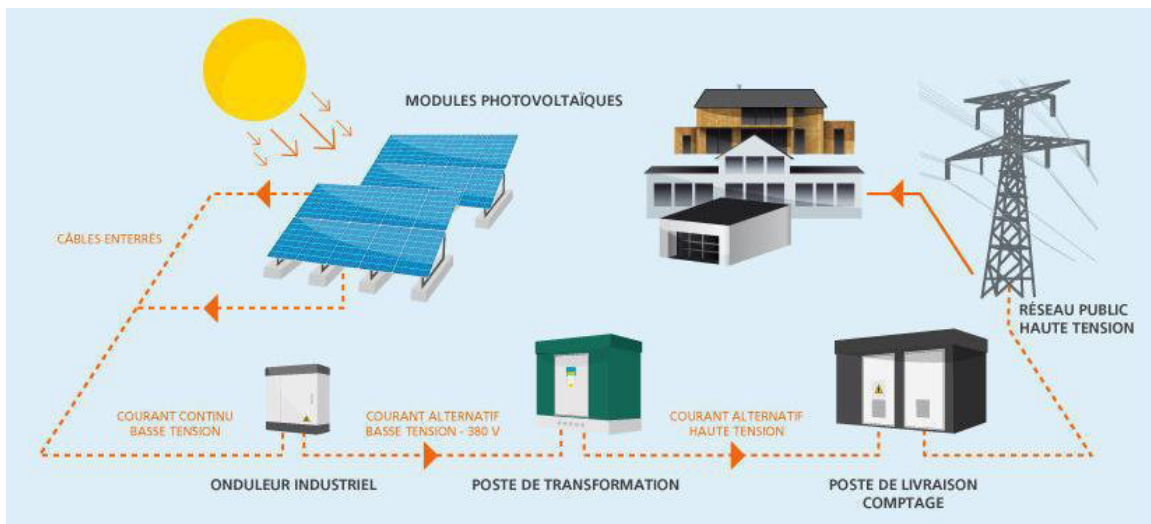 MODULES PHOTOVOLTAÏQUES
CÂBLES ENTERRÉS
RÉSEAU PUBLIC
HAUTE TENSION
COURANT CONTINU
BASSE TENSION
COURANT ALTERNATIF
BASSE TENSION - 380 V
COURANT ALTERNATIF
HAUTE TENSION
ONDULEUR INDUSTRIEL
POSTE DE TRANSFORMATION
POSTE DE LIVRAISON
COMPTAGE